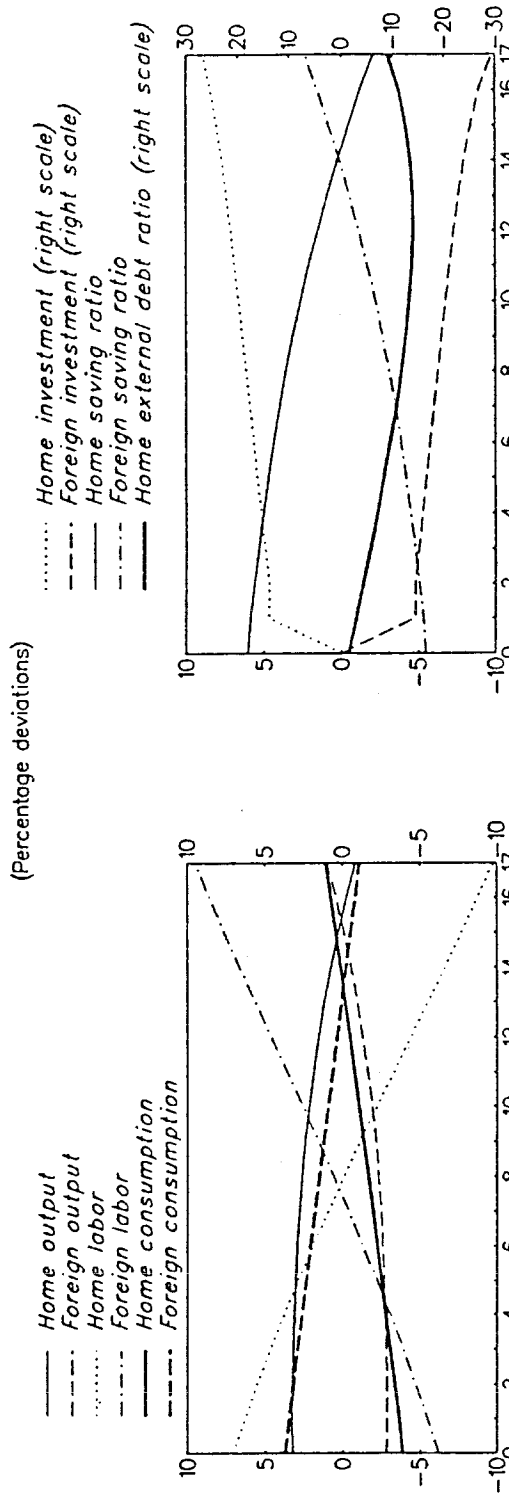 (Percentage deviations)
Home output
Foreign output
Home labor
Foreign labor
Home consumption
Foreign consumption
10
5
0
-5
-10
10
5
0
-5
-10
0 2 4 6 8 10 12 14 16 17
Home investment (right scale)
Foreign investment (right scale)
Home saving ratio
Foreign saving ratio
Home external debt ratio (right scale)
10
5
0
-5
-10
30
20
10
0
-10
-20
-30
0 2 4 6 8 10 12 14 16 17